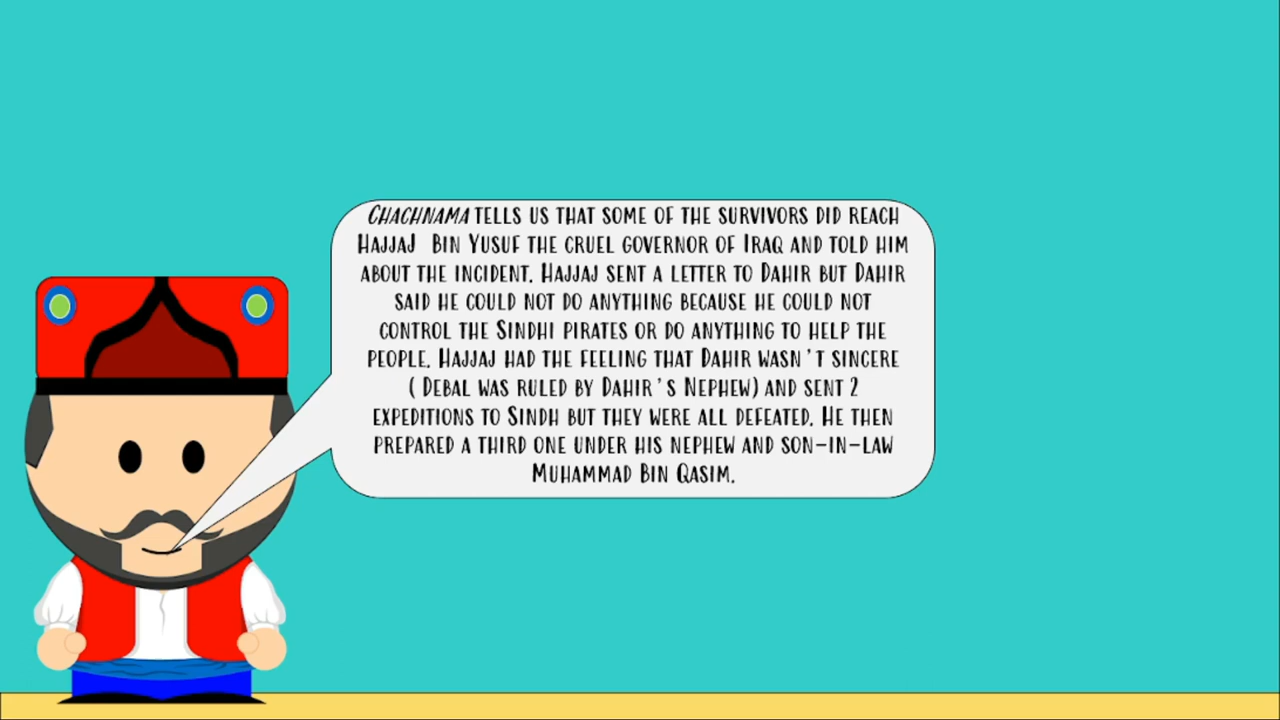 Chachnama tells us that some of the survivors did reach
Hajjaj Bin Yusuf the cruel governor of Iraq and told him
about the incident. Hajjaj sent a letter to Dahir but Dahir
said he could not do anything because he could not
control the Sindhi pirates or do anything to help the
people. Hajjaj had the feeling that Dahir wasn't sincere
( Debal was ruled by Dahir's Nephew) and sent 2
expeditions to Sindh but they were all defeated. He then
prepared a third one under his nephew and son-in-law
Muhammad Bin Qasim.